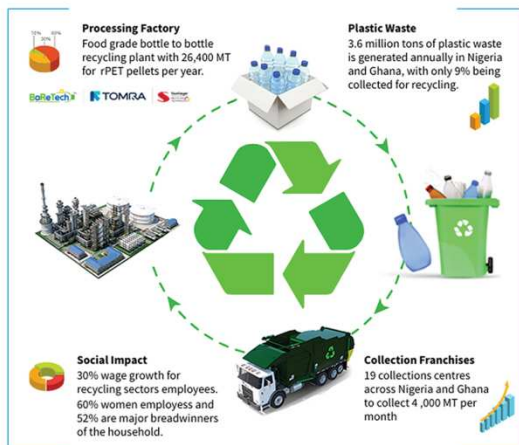 Processing Factory
Food grade bottle to bottle
recycling plant with 26,400 MT
for rPET pellets per year.
BoReTech
TOMRA
Plastic Waste
3.6 million tons of plastic waste
is generated annually in Nigeria
and Ghana, with only 9% being
collected for recycling.
Social Impact
30% wage growth for
recycling sectors employees.
60% women employess and
52% are major breadwinners
of the household.
Collection Franchises
19 collections centres
across Nigeria and Ghana
to collect 4 ,000 MT per
month